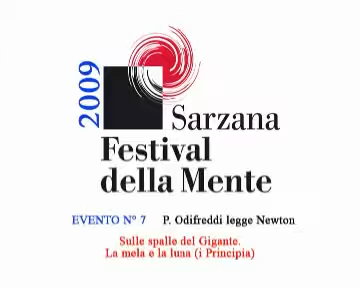 2009
Sarzana
Festival
della Mente
EVENTO N° 7 P. Odifreddi legge Newton
Sulle spalle del Gigante.
La mela e la luna (i Principia)